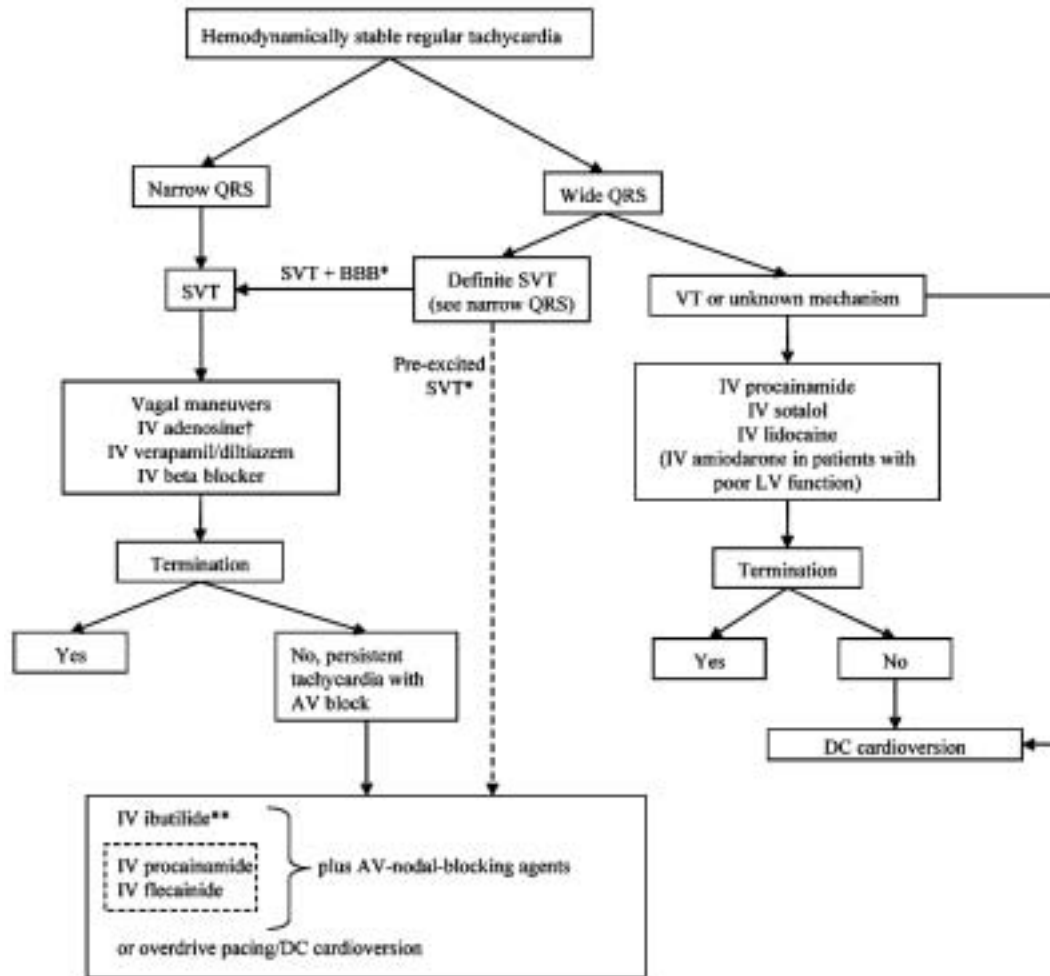 Hemodynamically stable regular tachycardia
Narrow QRS
Wide QRS
SVT
SVT + BBB*
Definite SVT
(see narrow QRS)
VT or unknown mechanism
Pre-excited
SVT*
Vagal maneuvers
IV adenosine†
IV verapamil/diltiazem
IV beta blocker
IV procainamide
IV sotalol
IV lidocaine
(IV amiodarone in patients with
poor LV function)
Termination
Termination
Yes
No, persistent
tachycardia with
AV block
Yes
No
DC cardioversion
IV ibutilide**
IV procainamide
IV flecainide
plus AV-nodal-blocking agents
or overdrive pacing/DC cardioversion